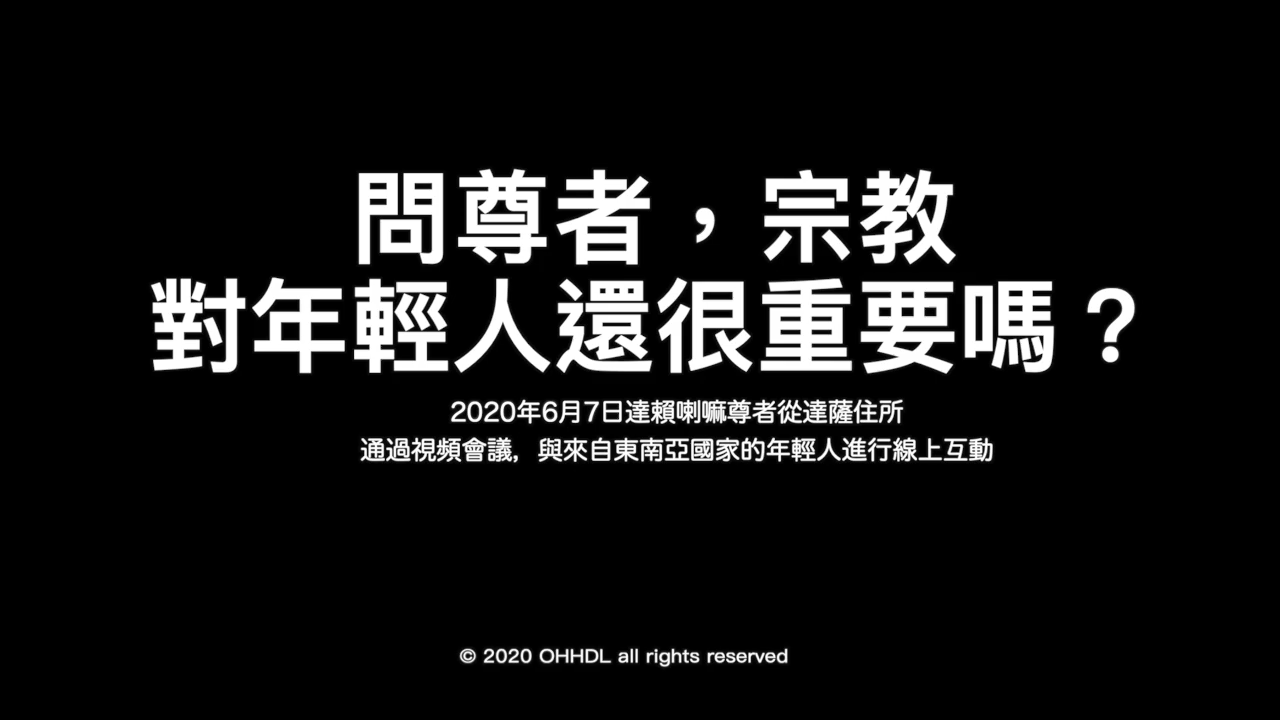 問尊者，宗教
對年輕人還很重要嗎？
2020年6月7日達賴喇嘛尊者從達薩住所
通過視頻會議，與來自東南亞國家的年輕人進行線上互動
© 2020 OHHDL all rights reserved